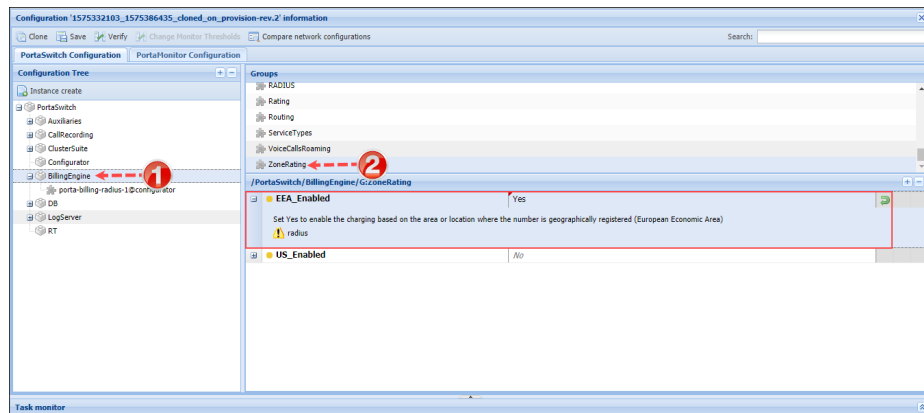 Configuration '1575332103_1575386435_cloned_on_provision-rev.2' information
Clone Save Verify Change Monitor Thresholds Compare network configurations Search:
PortaSwitch Configuration PortaMonitor Configuration
Configuration Tree
Instance create
PortaSwitch
Auxiliaries
CallRecording
ClusterSuite
Configurator
BillingEngine
1
porta-billing-radius-1@configurator
DB
LogServer
RT
Groups
RADIUS
Rating
Routing
ServiceTypes
VoiceCallsRoaming
ZoneRating
2
/PortaSwitch/BillingEngine/G:ZoneRating
EEA_Enabled Yes
Set Yes to enable the charging based on the area or location where the number is geographically registered (European Economic Area)
radius
US_Enabled No
Task monitor